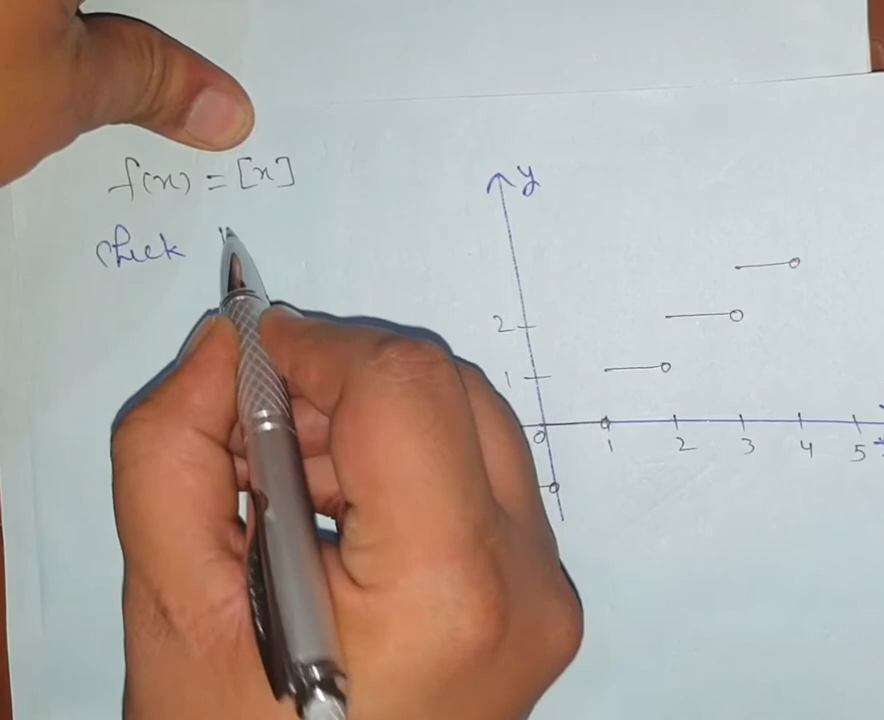 f(x) = [x]
check
y
2
1
0 1 2 3 4 5